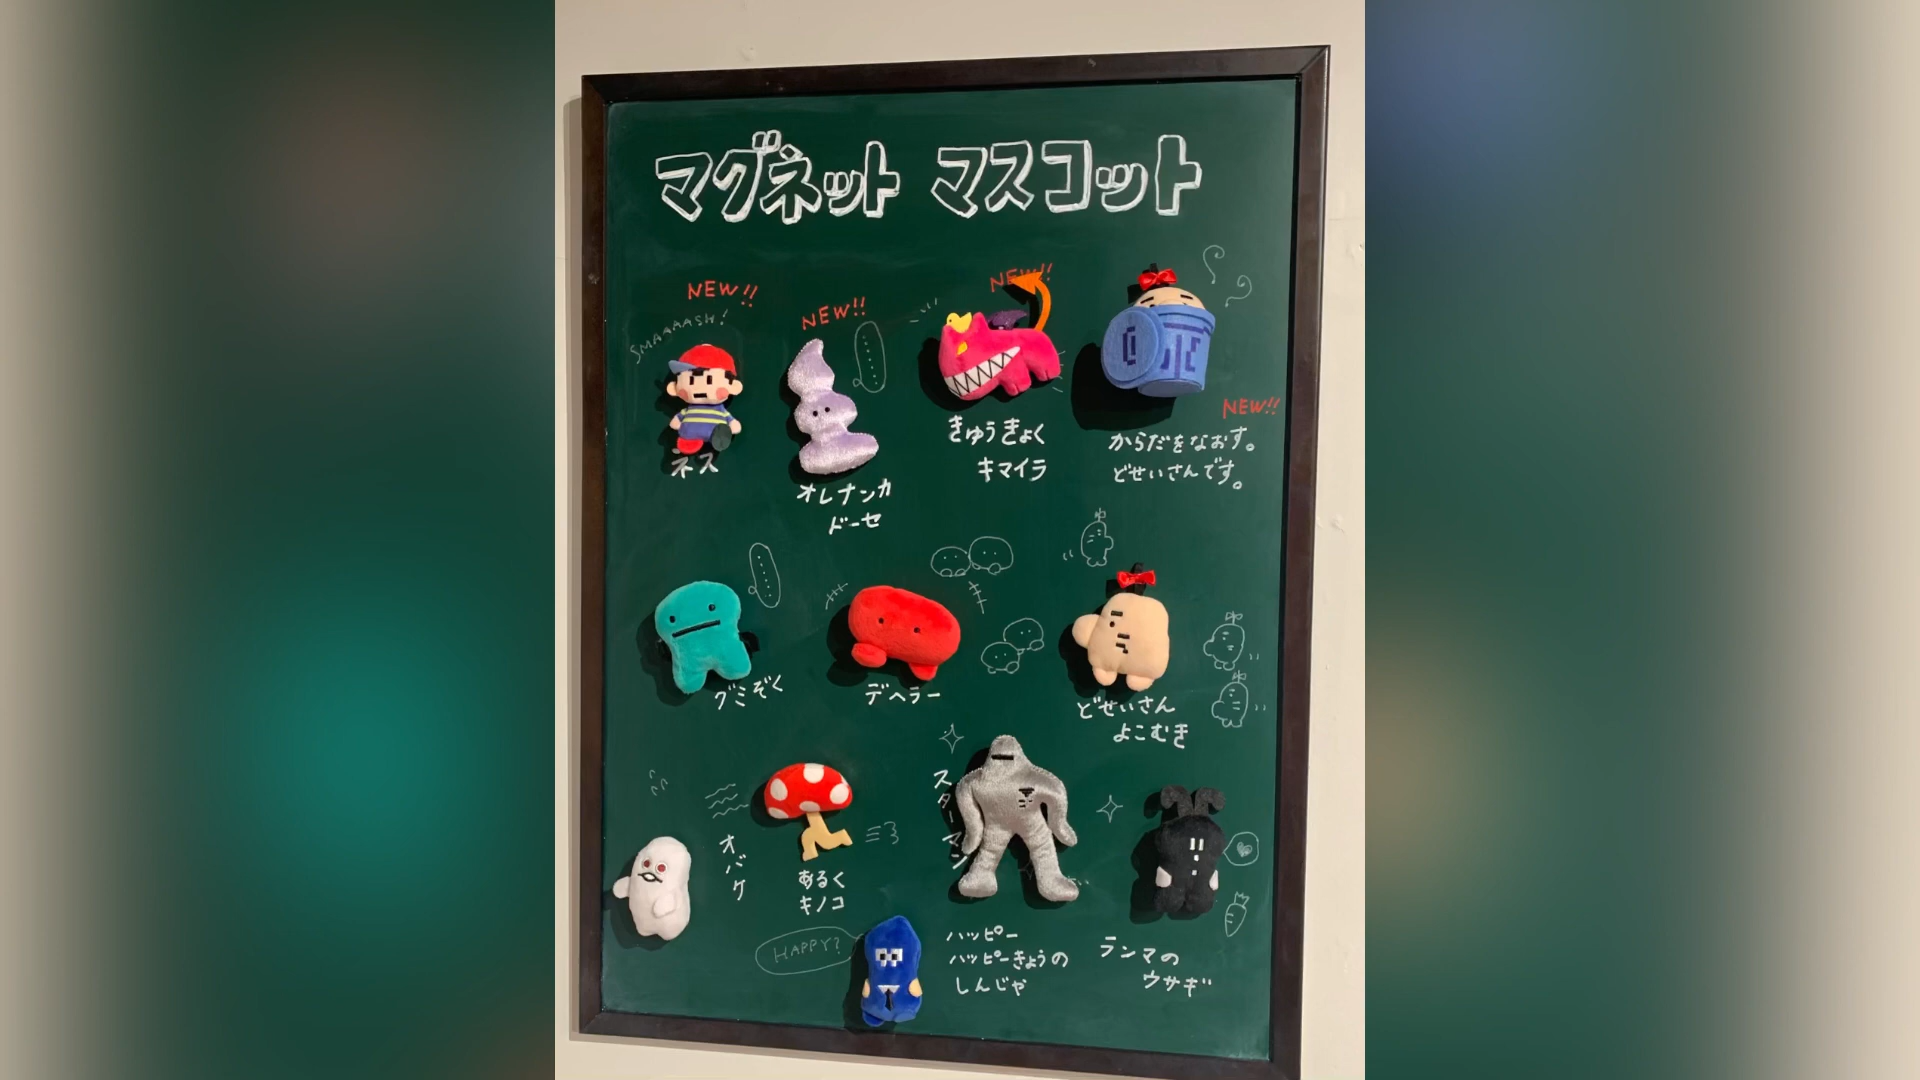 マグネット マスコット
NEW!!
SMAAAASH!
ネス
NEW!!
オレナンカ
ドーセ
NEW!!
きゅうきょく
キマイラ
NEW!!
からだをなおす。
どせいさんです。
グミぞく
デヘラー
どせいさん
よこむき
オバケ
あるく
キノコ
スターマン
HAPPY?
ハッピー
ハッピーきょうの
しんじゃ
ランマの
ウサギ